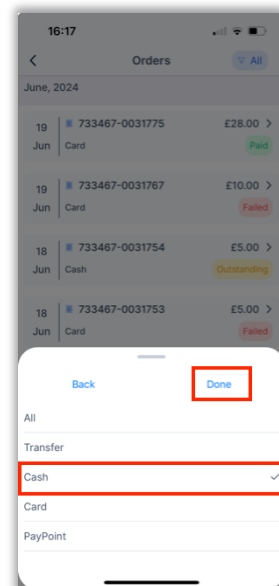 16:17
Orders
All
June, 2024
19 733467-0031775 £28.00
Jun Card Paid
19 733467-0031767 £10.00
Jun Card Failed
18 733467-0031754 £5.00
Jun Cash Outstanding
18 733467-0031753 £5.00
Jun Card Failed
Back Done
All
Transfer
Cash
Card
PayPoint